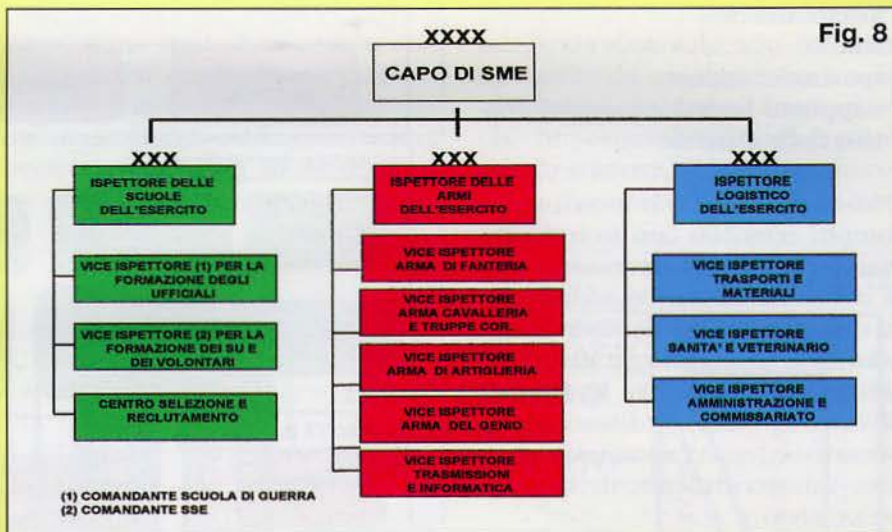 Fig. 8
XXXX
CAPO DI SME
XXX
ISPETTORE DELLE
SCUOLE
DELL'ESERCITO
VICE ISPETTORE (1) PER LA
FORMAZIONE DEGLI
UFFICIALI
VICE ISPETTORE (2) PER LA
FORMAZIONE DEI SU E
DEI VOLONTARI
CENTRO SELEZIONE E
RECLUTAMENTO
XXX
ISPETTORE DELLE
ARMI
DELL'ESERCITO
VICE ISPETTORE
ARMA DI FANTERIA
VICE ISPETTORE
ARMA CAVALLERIA
E TRUPPE COR.
VICE ISPETTORE
ARMA DI ARTIGLIERIA
VICE ISPETTORE
ARMA DEL GENIO
VICE ISPETTORE
TRASMISSIONI
E INFORMATICA
XXX
ISPETTORE
LOGISTICO
DELL'ESERCITO
VICE ISPETTORE
TRASPORTI E
MATERIALI
VICE ISPETTORE
SANITA' E VETERINARIO
VICE ISPETTORE
AMMINISTRAZIONE E
COMMISSARIATO
(1) COMANDANTE SCUOLA DI GUERRA
(2) COMANDANTE SSE